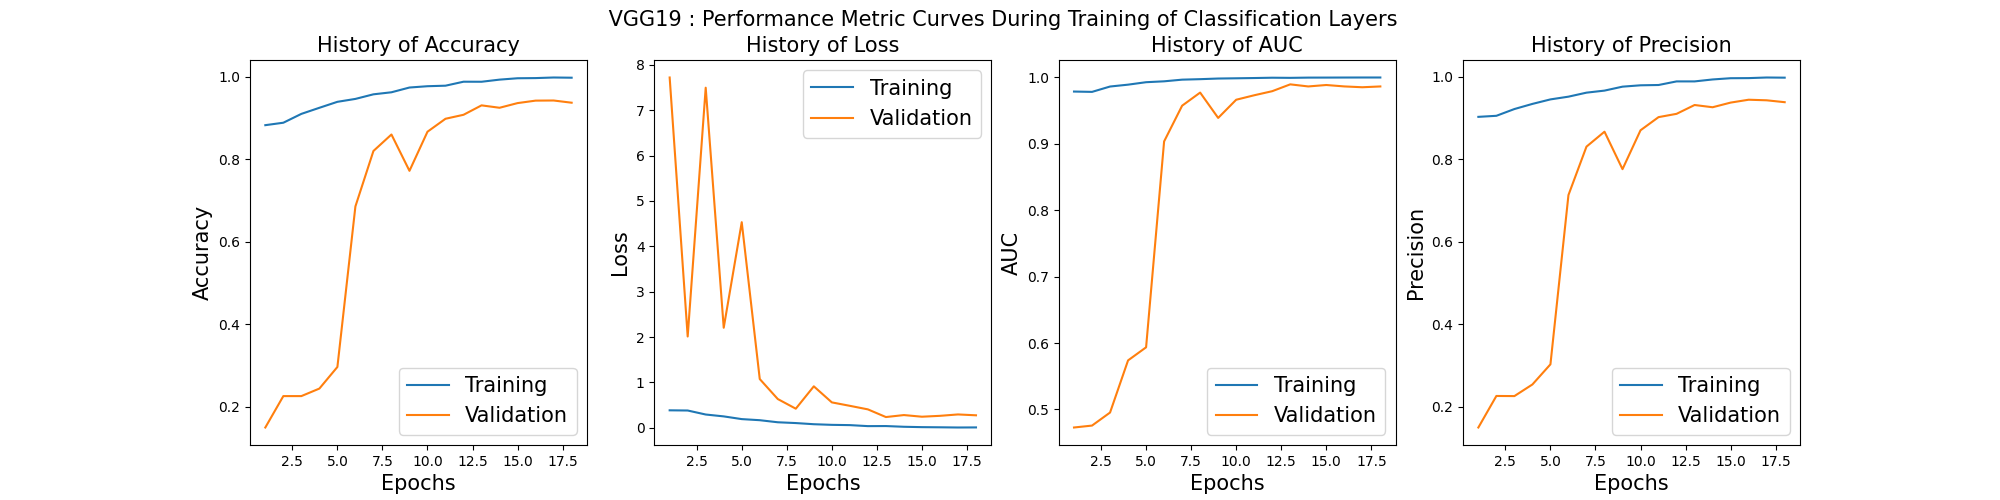 VGG19 : Performance Metric Curves During Training of Classification Layers
History of Accuracy
1.0
0.8
0.6
0.4
0.2
Accuracy
Training
Validation
2.5 5.0 7.5 10.0 12.5 15.0 17.5
Epochs
History of Loss
8
7
6
5
4
3
2
1
0
Loss
Training
Validation
2.5 5.0 7.5 10.0 12.5 15.0 17.5
Epochs
History of AUC
1.0
0.9
0.8
0.7
0.6
0.5
AUC
Training
Validation
2.5 5.0 7.5 10.0 12.5 15.0 17.5
Epochs
History of Precision
1.0
0.8
0.6
0.4
0.2
Precision
Training
Validation
2.5 5.0 7.5 10.0 12.5 15.0 17.5
Epochs